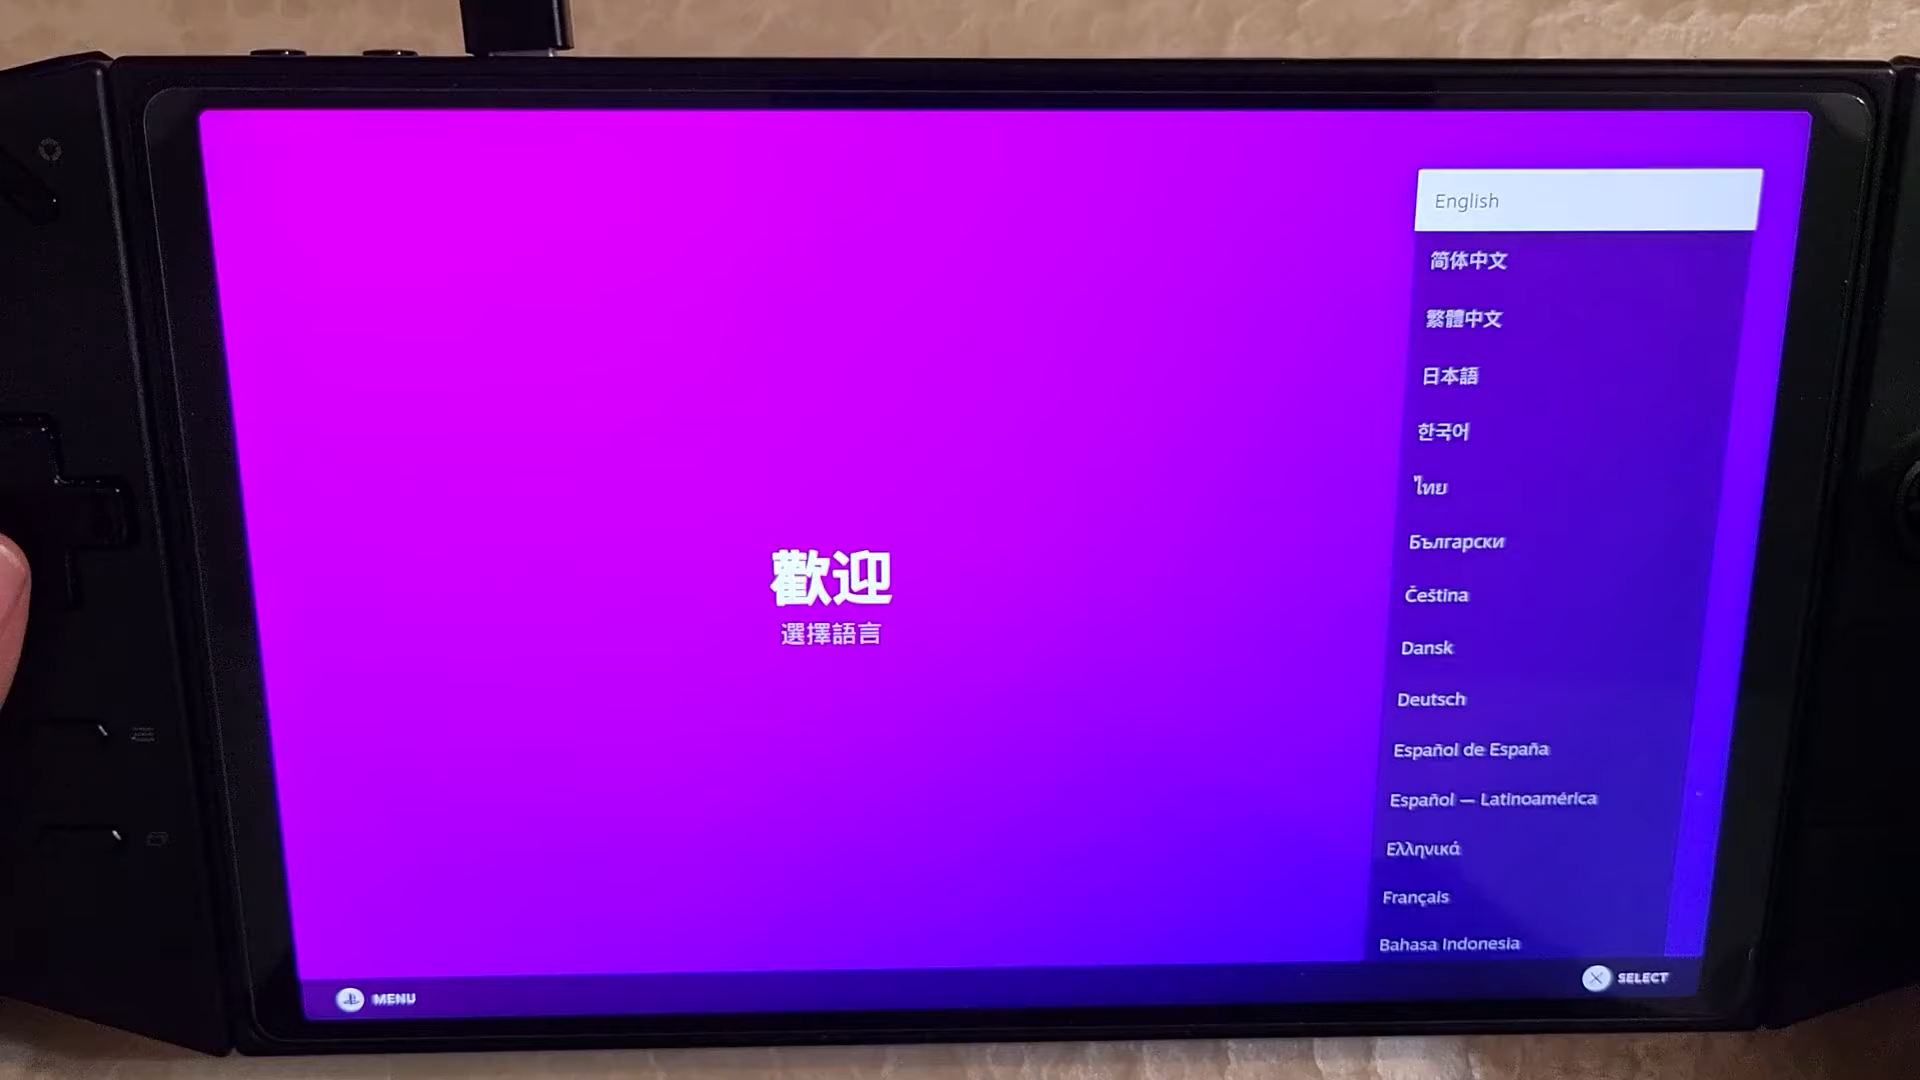 English
简体中文
繁體中文
日本語
한국어
ไทย
Български
Čeština
Dansk
Deutsch
Español de España
Español — Latinoamérica
Ελληνικά
Français
Bahasa Indonesia
歡迎
選擇語言
MENU
SELECT